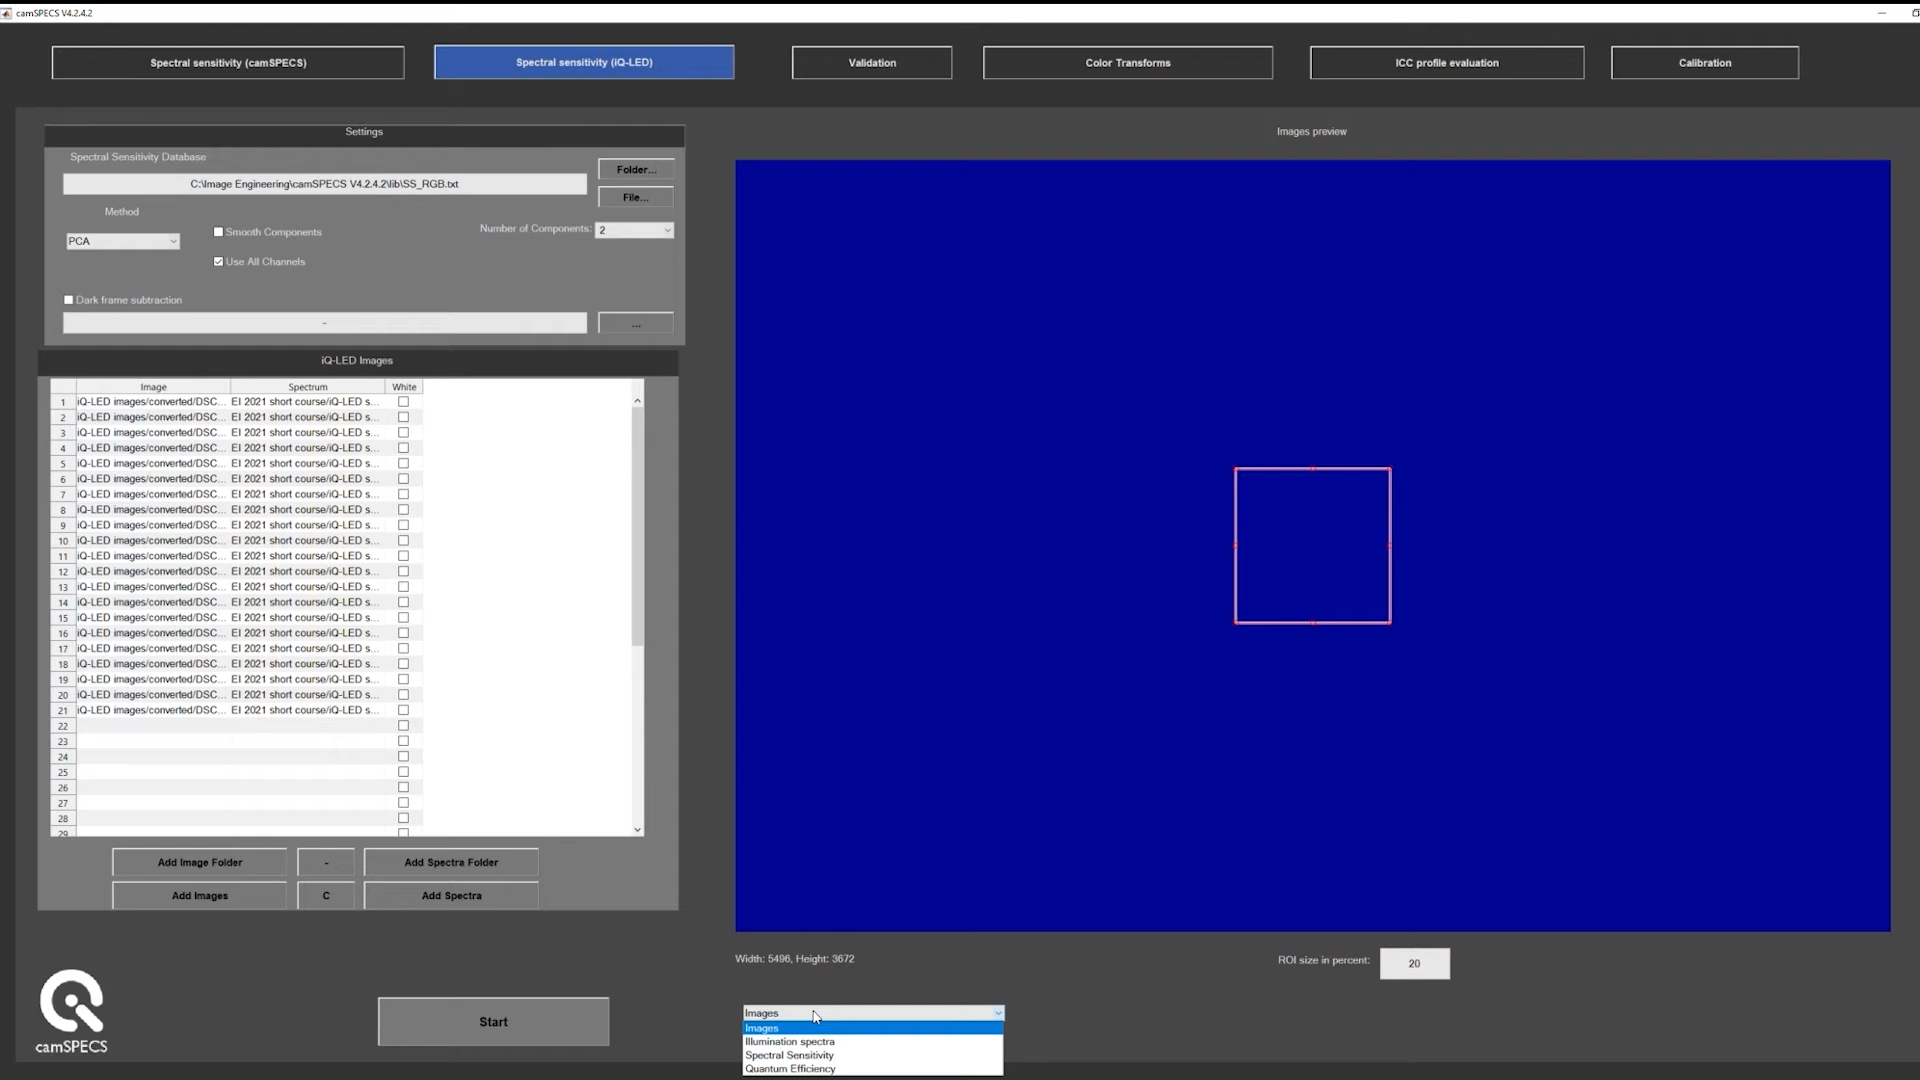 camSPECS V4.2.4.2
Spectral sensitivity (camSPECS)
Spectral sensitivity (iQ-LED)
Validation
Color Transforms
ICC profile evaluation
Calibration
Settings
Spectral Sensitivity Database
C:\Image Engineering\camSPECS V4.2.4.2\lib\SS_RGB.txt
Folder...
File...
Method
PCA
Smooth Components
Use All Channels
Number of Components:
2
Dark frame subtraction
-
...
iQ-LED Images
Image Spectrum White
1 iQ-LED images/converted/DSC... EI 2021 short course/iQ-LED s...
2 iQ-LED images/converted/DSC... EI 2021 short course/iQ-LED s...
3 iQ-LED images/converted/DSC... EI 2021 short course/iQ-LED s...
4 iQ-LED images/converted/DSC... EI 2021 short course/iQ-LED s...
5 iQ-LED images/converted/DSC... EI 2021 short course/iQ-LED s...
6 iQ-LED images/converted/DSC... EI 2021 short course/iQ-LED s...
7 iQ-LED images/converted/DSC... EI 2021 short course/iQ-LED s...
8 iQ-LED images/converted/DSC... EI 2021 short course/iQ-LED s...
9 iQ-LED images/converted/DSC... EI 2021 short course/iQ-LED s...
10 iQ-LED images/converted/DSC... EI 2021 short course/iQ-LED s...
11 iQ-LED images/converted/DSC... EI 2021 short course/iQ-LED s...
12 iQ-LED images/converted/DSC... EI 2021 short course/iQ-LED s...
13 iQ-LED images/converted/DSC... EI 2021 short course/iQ-LED s...
14 iQ-LED images/converted/DSC... EI 2021 short course/iQ-LED s...
15 iQ-LED images/converted/DSC... EI 2021 short course/iQ-LED s...
16 iQ-LED images/converted/DSC... EI 2021 short course/iQ-LED s...
17 iQ-LED images/converted/DSC... EI 2021 short course/iQ-LED s...
18 iQ-LED images/converted/DSC... EI 2021 short course/iQ-LED s...
19 iQ-LED images/converted/DSC... EI 2021 short course/iQ-LED s...
20 iQ-LED images/converted/DSC... EI 2021 short course/iQ-LED s...
21 iQ-LED images/converted/DSC... EI 2021 short course/iQ-LED s...
22
23
24
25
26
27
28
29
Add Image Folder
-
Add Spectra Folder
Add Images
C
Add Spectra
camSPECS
Start
Images preview
Width: 5496, Height: 3672
ROI size in percent:
20
Images
Images
Illumination spectra
Spectral Sensitivity
Quantum Efficiency